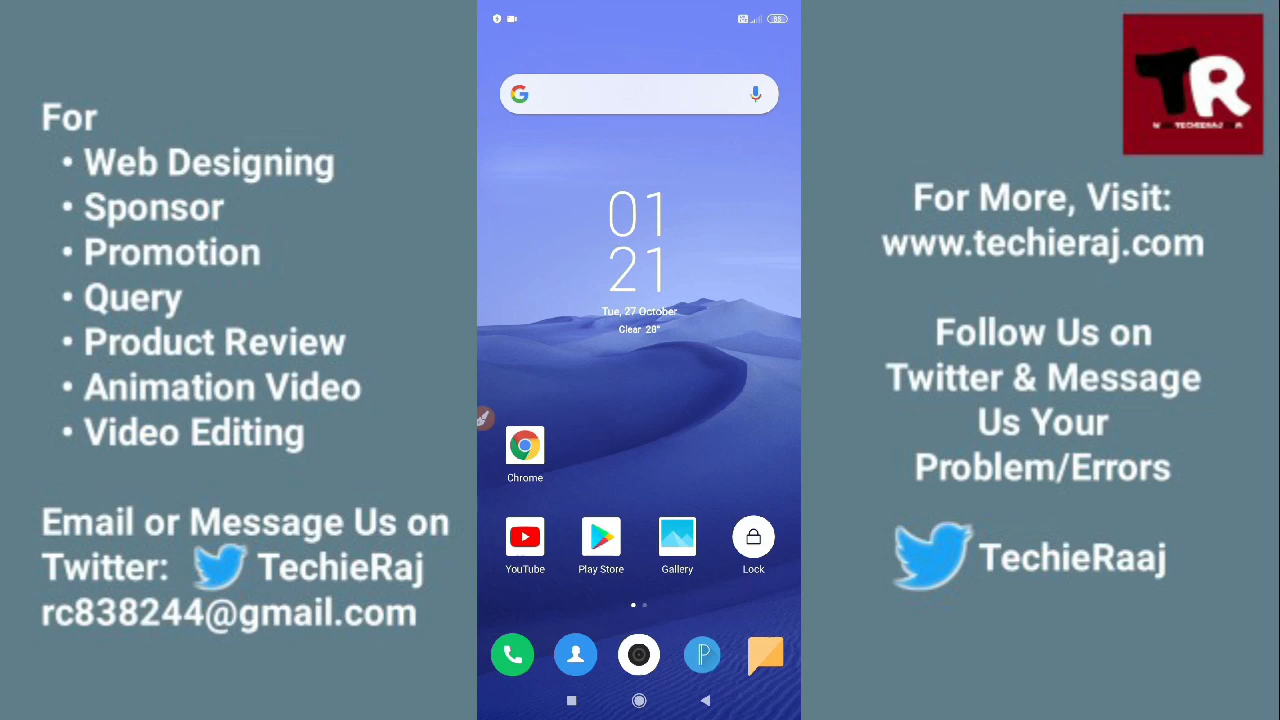 For
• Web Designing
• Sponsor
• Promotion
• Query
• Product Review
• Animation Video
• Video Editing
Email or Message Us on
Twitter: TechieRaj
rc838244@gmail.com
01
21
Tue, 27 October
Clear 28°
Chrome
YouTube
Play Store
Gallery
Lock
TR
For More, Visit:
www.techieraj.com
Follow Us on
Twitter & Message
Us Your
Problem/Errors
TechieRaaj